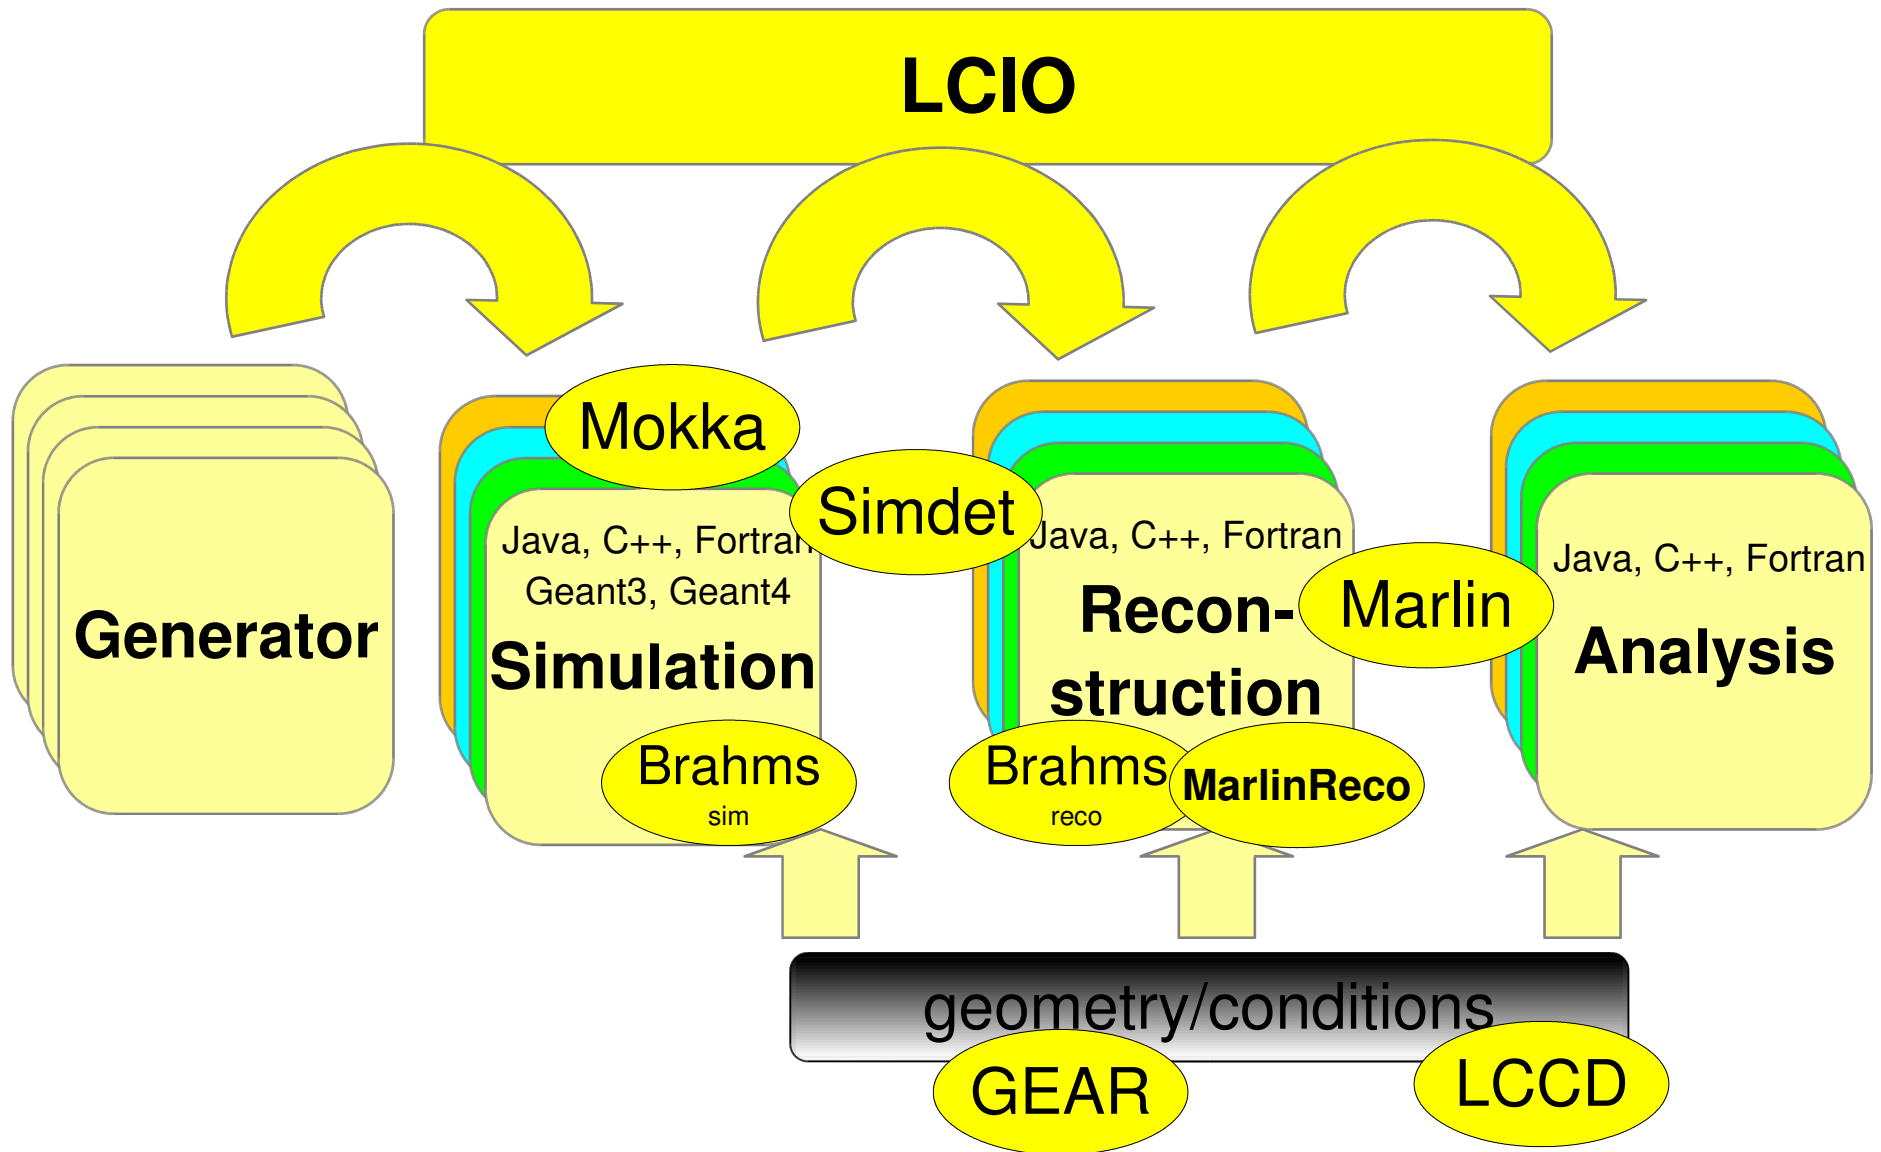 LCIO
Generator
Mokka
Java, C++, Fortran
Geant3, Geant4
Simulation
Brahms
sim
Simdet
Java, C++, Fortran
Recon-
struction
Brahms
reco
MarlinReco
Marlin
Java, C++, Fortran
Analysis
geometry/conditions
GEAR
LCCD